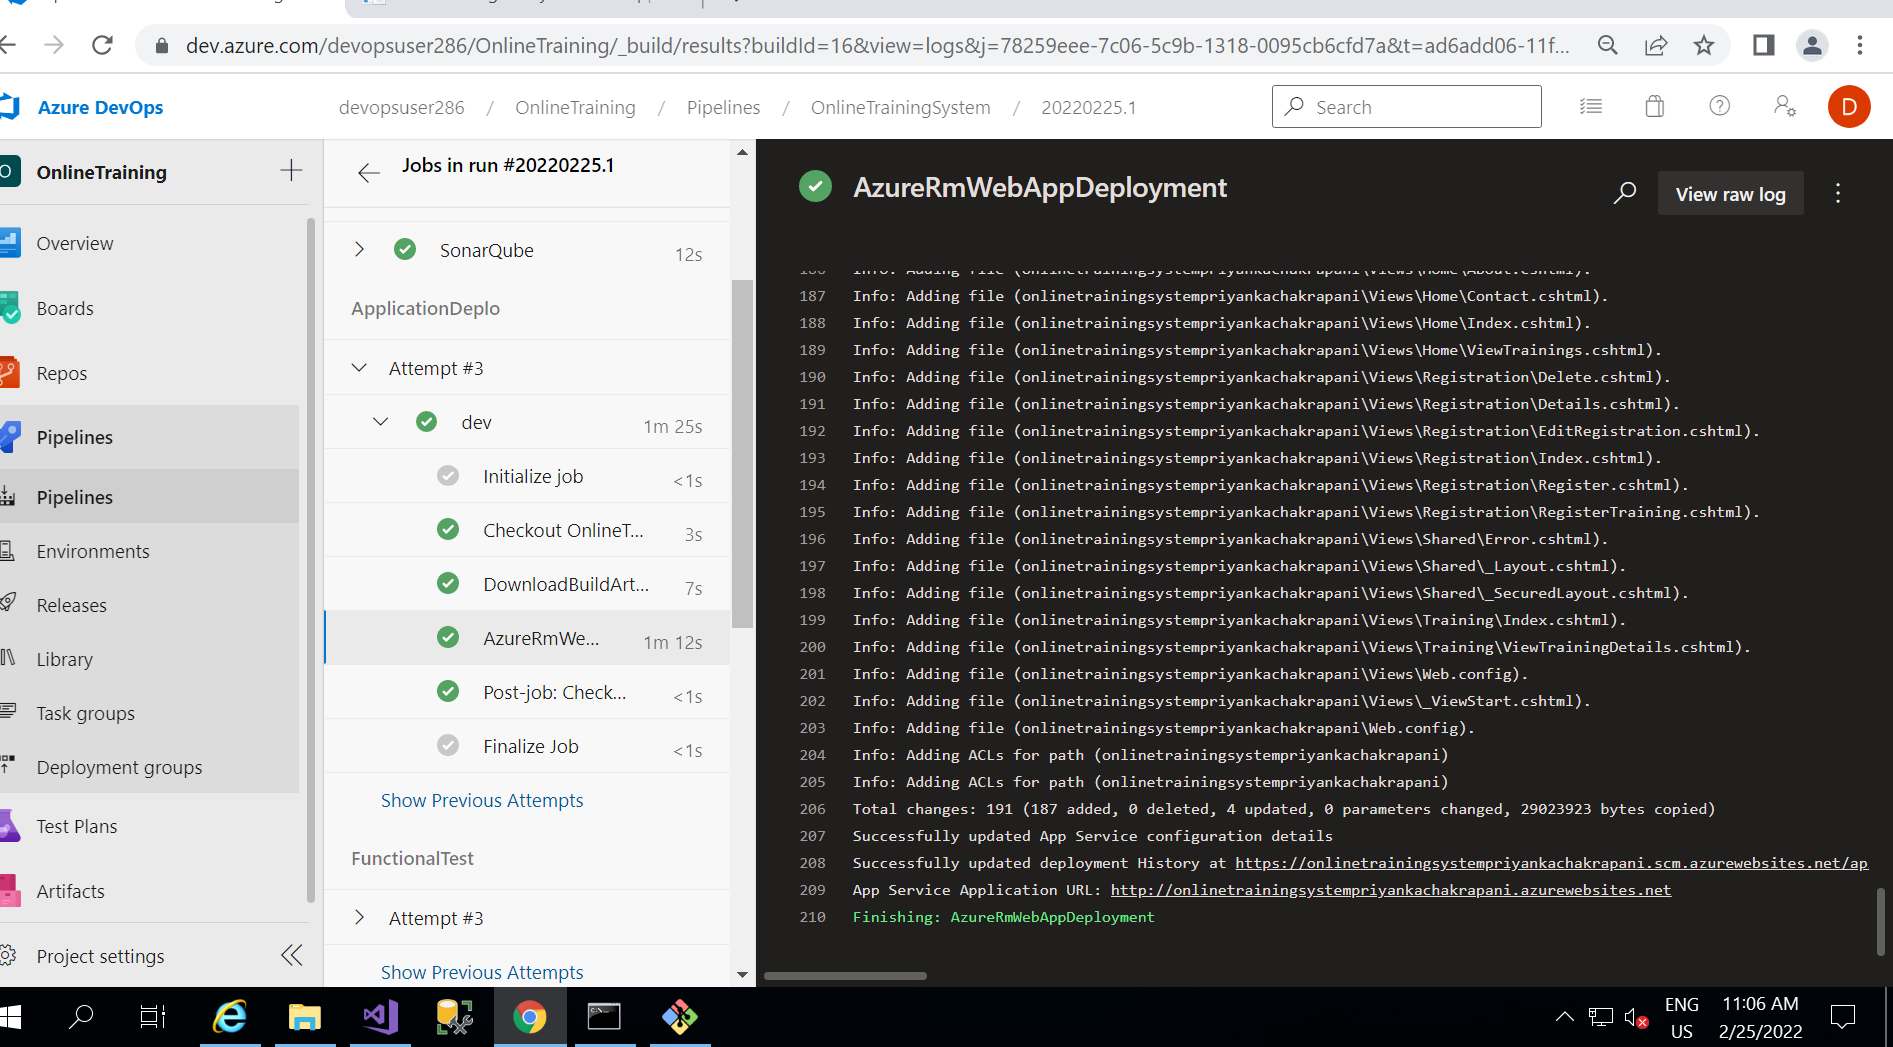 dev.azure.com/devopsuser286/OnlineTraining/_build/results?buildId=16&view=logs&j=78259eee-7c06-5c9b-1318-0095cb6cfd7a&t=ad6add06-11f...
Azure DevOps
devopsuser286 / OnlineTraining / Pipelines / OnlineTrainingSystem / 20220225.1
Search
D
O
OnlineTraining
Overview
Boards
Repos
Pipelines
Pipelines
Environments
Releases
Library
Task groups
Deployment groups
Test Plans
Artifacts
Project settings
Jobs in run #20220225.1
SonarQube 12s
ApplicationDeplo
Attempt #3
dev 1m 25s
Initialize job <1s
Checkout OnlineT... 3s
DownloadBuildArt... 7s
AzureRmWe... 1m 12s
Post-job: Check... <1s
Finalize Job <1s
Show Previous Attempts
FunctionalTest
Attempt #3
Show Previous Attempts
AzureRmWebAppDeployment
View raw log
186 Info: Adding file (onlinetrainingsystempriyankachakrapani\Views\Home\About.cshtml).
187 Info: Adding file (onlinetrainingsystempriyankachakrapani\Views\Home\Contact.cshtml).
188 Info: Adding file (onlinetrainingsystempriyankachakrapani\Views\Home\Index.cshtml).
189 Info: Adding file (onlinetrainingsystempriyankachakrapani\Views\Home\ViewTrainings.cshtml).
190 Info: Adding file (onlinetrainingsystempriyankachakrapani\Views\Registration\Delete.cshtml).
191 Info: Adding file (onlinetrainingsystempriyankachakrapani\Views\Registration\Details.cshtml).
192 Info: Adding file (onlinetrainingsystempriyankachakrapani\Views\Registration\EditRegistration.cshtml).
193 Info: Adding file (onlinetrainingsystempriyankachakrapani\Views\Registration\Index.cshtml).
194 Info: Adding file (onlinetrainingsystempriyankachakrapani\Views\Registration\Register.cshtml).
195 Info: Adding file (onlinetrainingsystempriyankachakrapani\Views\Registration\RegisterTraining.cshtml).
196 Info: Adding file (onlinetrainingsystempriyankachakrapani\Views\Shared\Error.cshtml).
197 Info: Adding file (onlinetrainingsystempriyankachakrapani\Views\Shared\_Layout.cshtml).
198 Info: Adding file (onlinetrainingsystempriyankachakrapani\Views\Shared\_SecuredLayout.cshtml).
199 Info: Adding file (onlinetrainingsystempriyankachakrapani\Views\Training\Index.cshtml).
200 Info: Adding file (onlinetrainingsystempriyankachakrapani\Views\Training\ViewTrainingDetails.cshtml).
201 Info: Adding file (onlinetrainingsystempriyankachakrapani\Views\Web.config).
202 Info: Adding file (onlinetrainingsystempriyankachakrapani\Views\_ViewStart.cshtml).
203 Info: Adding file (onlinetrainingsystempriyankachakrapani\Web.config).
204 Info: Adding ACLs for path (onlinetrainingsystempriyankachakrapani)
205 Info: Adding ACLs for path (onlinetrainingsystempriyankachakrapani)
206 Total changes: 191 (187 added, 0 deleted, 4 updated, 0 parameters changed, 29023923 bytes copied)
207 Successfully updated App Service configuration details
208 Successfully updated deployment History at https://onlinetrainingsystempriyankachakrapani.scm.azurewebsites.net/ap
209 App Service Application URL: http://onlinetrainingsystempriyankachakrapani.azurewebsites.net
210 Finishing: AzureRmWebAppDeployment
ENG
US
11:06 AM
2/25/2022